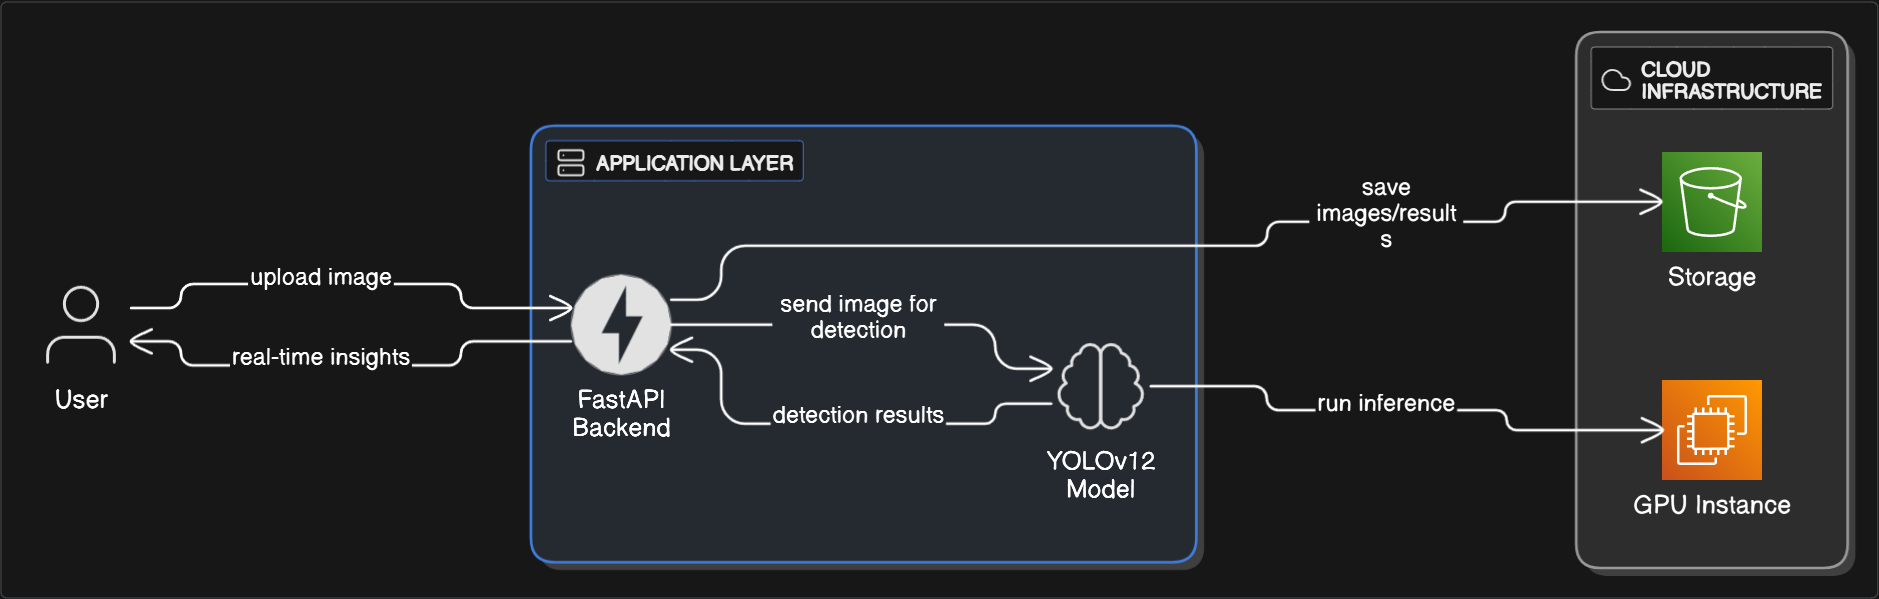 CLOUD
INFRASTRUCTURE
APPLICATION LAYER
save
images/result
s
Storage
upload image
send image for
detection
real-time insights
User
FastAPI
Backend
detection results
run inference
YOLOv12
Model
GPU Instance